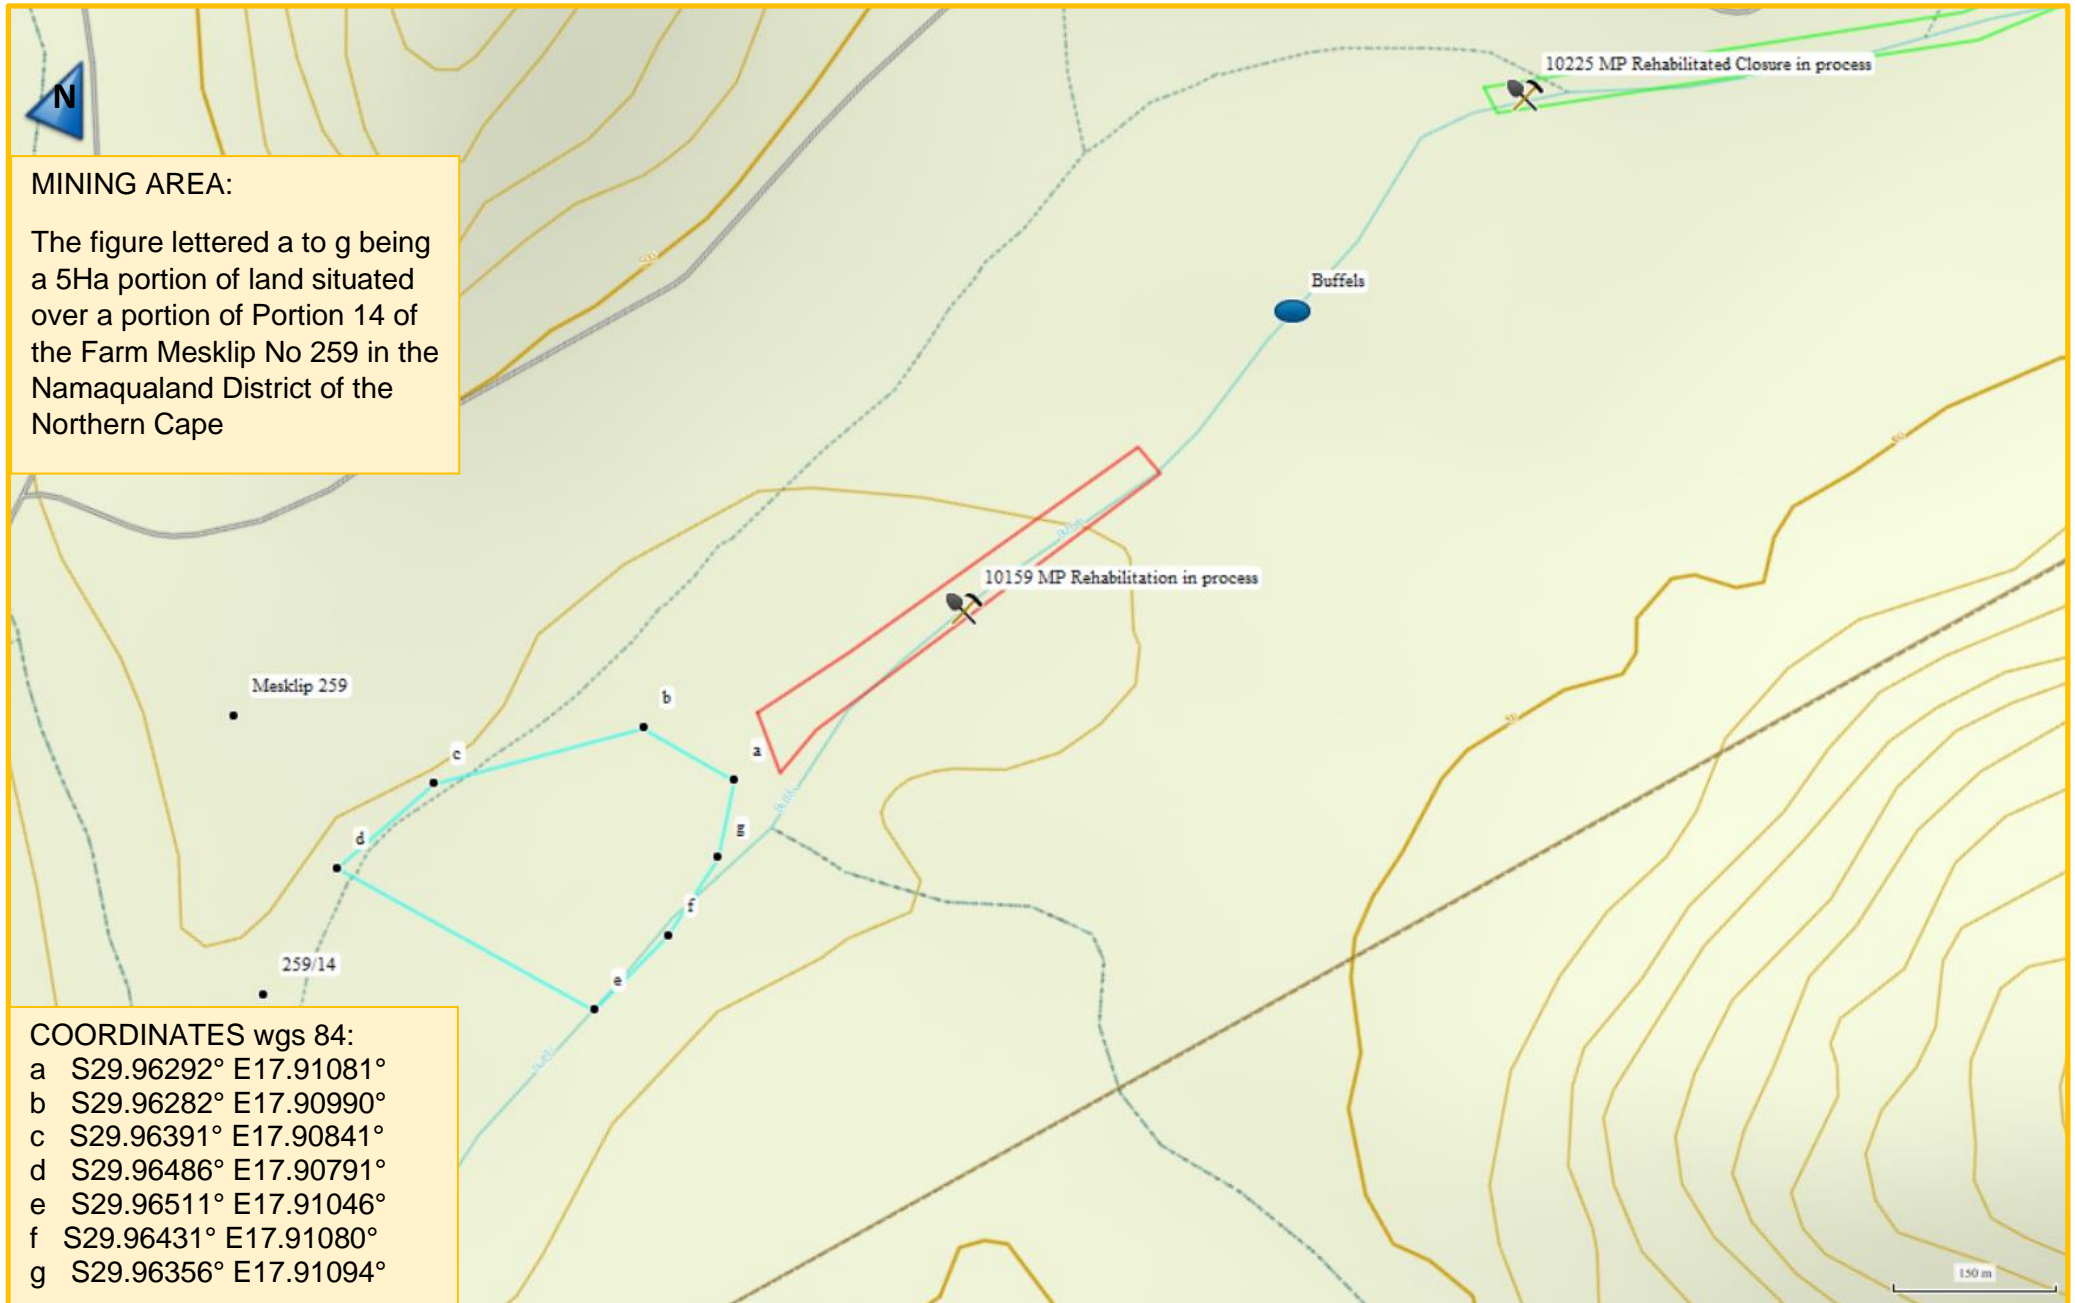 N
10225 MP Rehabilitated Closure in process
MINING AREA:
The figure lettered a to g being
a 5Ha portion of land situated
over a portion of Portion 14 of
the Farm Mesklip No 259 in the
Namaqualand District of the
Northern Cape
Buffels
10159 MP Rehabilitation in process
Mesklip 259
b
c
a
g
d
f
259/14
e
COORDINATES wgs 84:
a S29.96292° E17.91081°
b S29.96282° E17.90990°
c S29.96391° E17.90841°
d S29.96486° E17.90791°
e S29.96511° E17.91046°
f S29.96431° E17.91080°
g S29.96356° E17.91094°
150 m